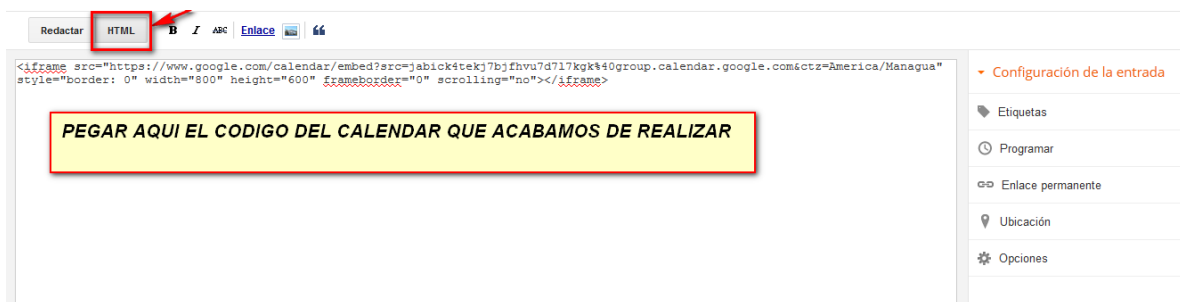 Redactar HTML B I ABC Enlace
<iframe src="https://www.google.com/calendar/embed?src=jabick4tekj7bjfhvu7d7l7kgk%40group.calendar.google.com&ctz=America/Managua"
style="border: 0" width="800" height="600" frameborder="0" scrolling="no"></iframe>
PEGAR AQUI EL CODIGO DEL CALENDAR QUE ACABAMOS DE REALIZAR
Configuración de la entrada
Etiquetas
Programar
Enlace permanente
Ubicación
Opciones